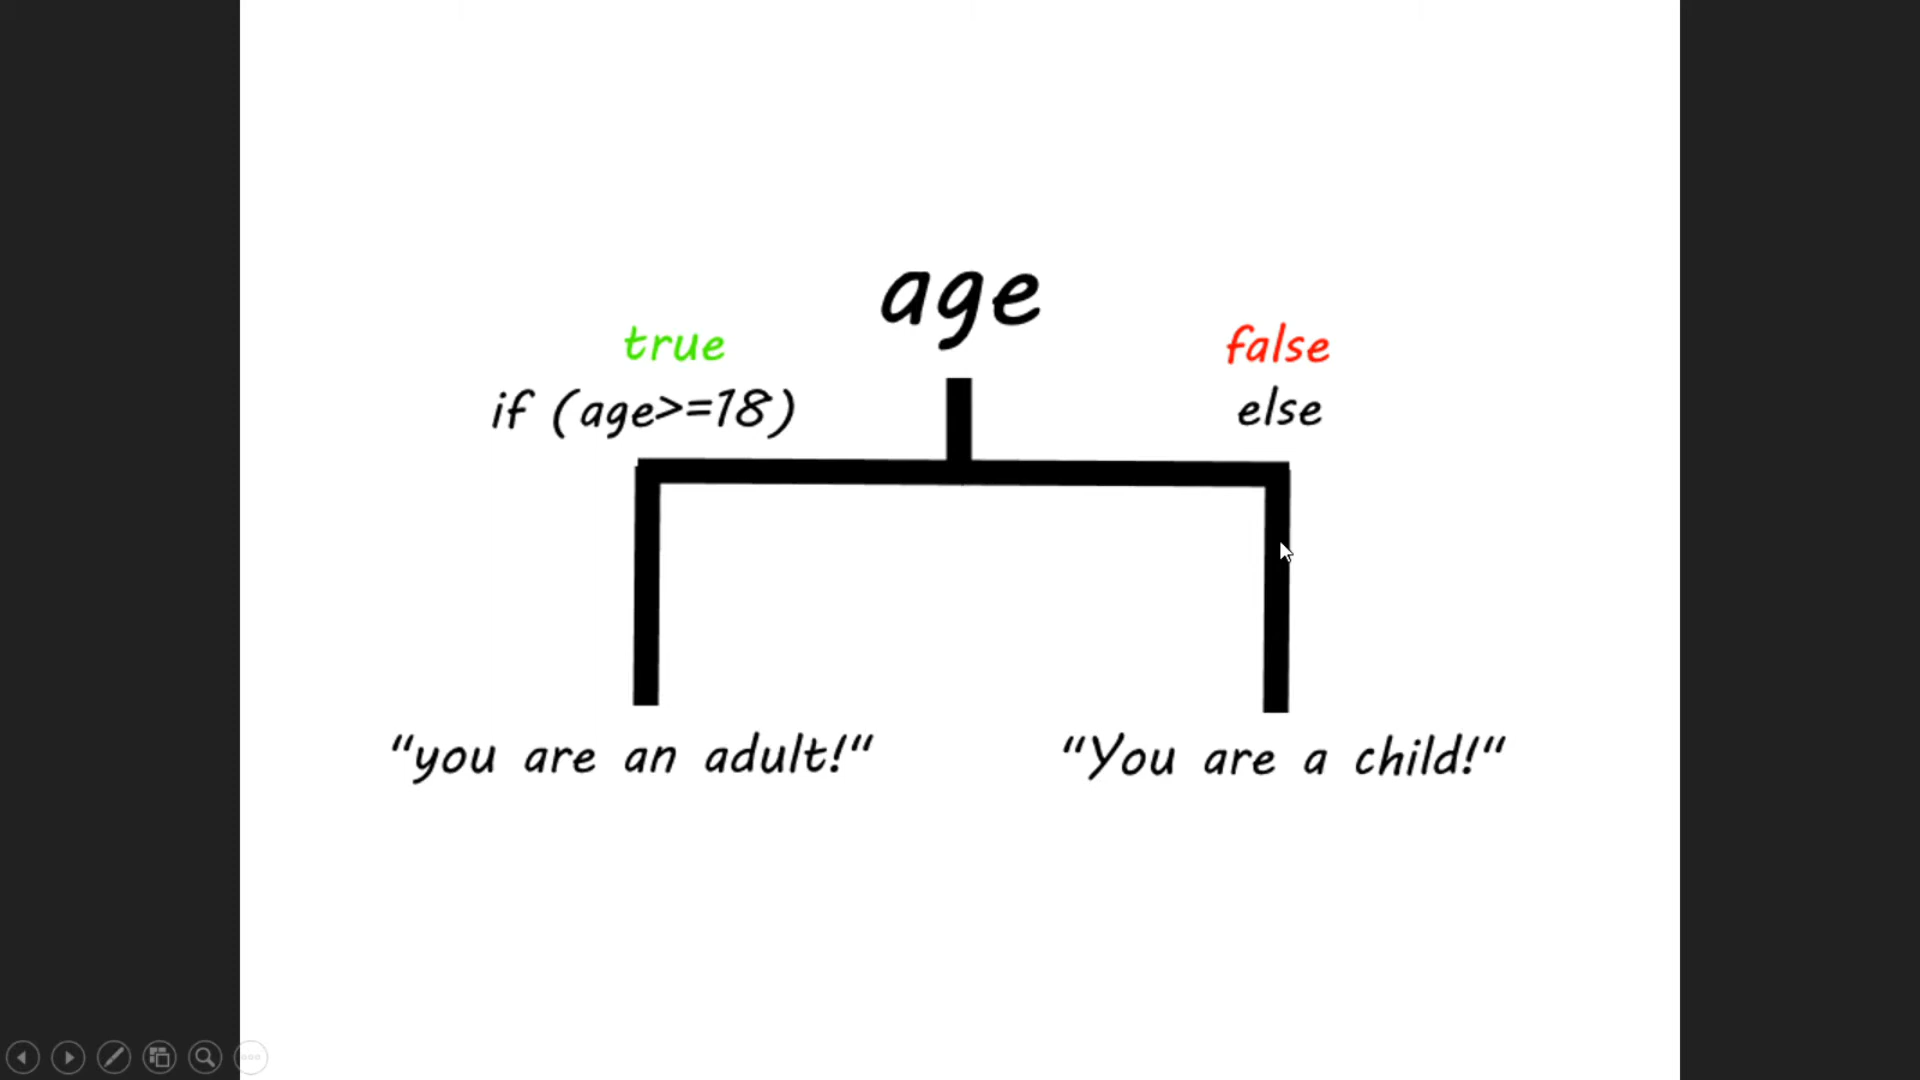 age
true
false
if (age>=18)
else
“you are an adult!“
“You are a child!“